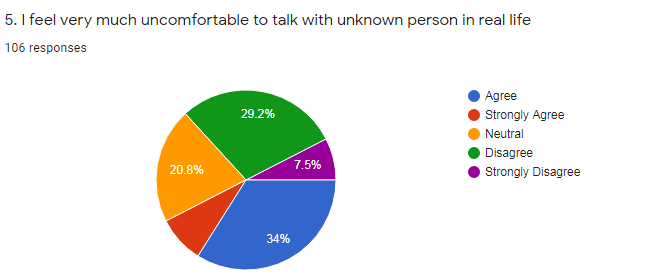 5. I feel very much uncomfortable to talk with unknown person in real life
106 responses
29.2%
7.5%
20.8%
34%
Agree
Strongly Agree
Neutral
Disagree
Strongly Disagree